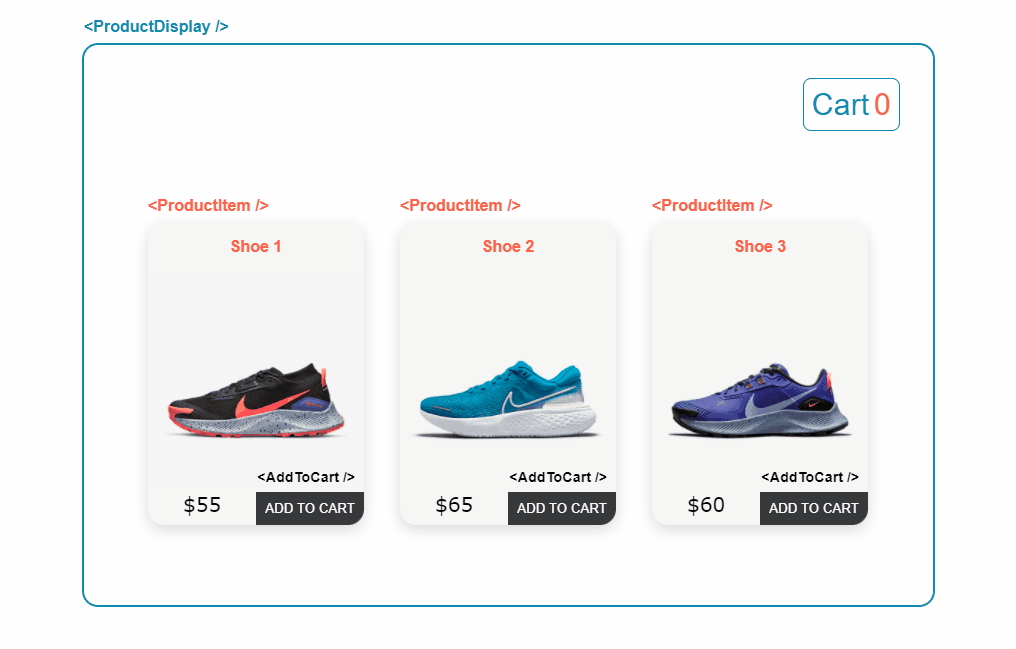 <ProductDisplay />
Cart 0
<ProductItem /> <ProductItem /> <ProductItem />
Shoe 1 Shoe 2 Shoe 3
<AddToCart /> <AddToCart /> <AddToCart />
$55 ADD TO CART $65 ADD TO CART $60 ADD TO CART